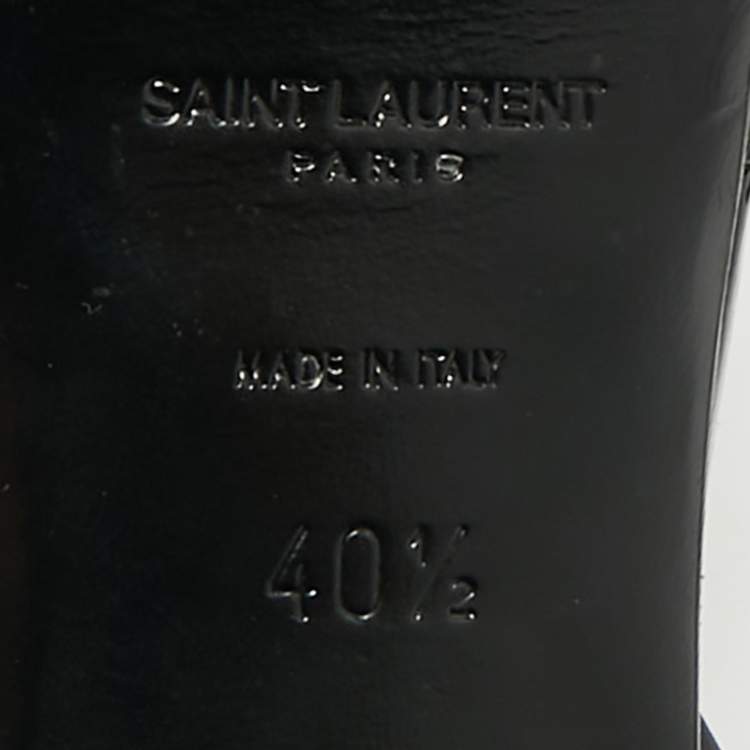 SAINT LAURENT
PARIS
MADE IN ITALY
40½